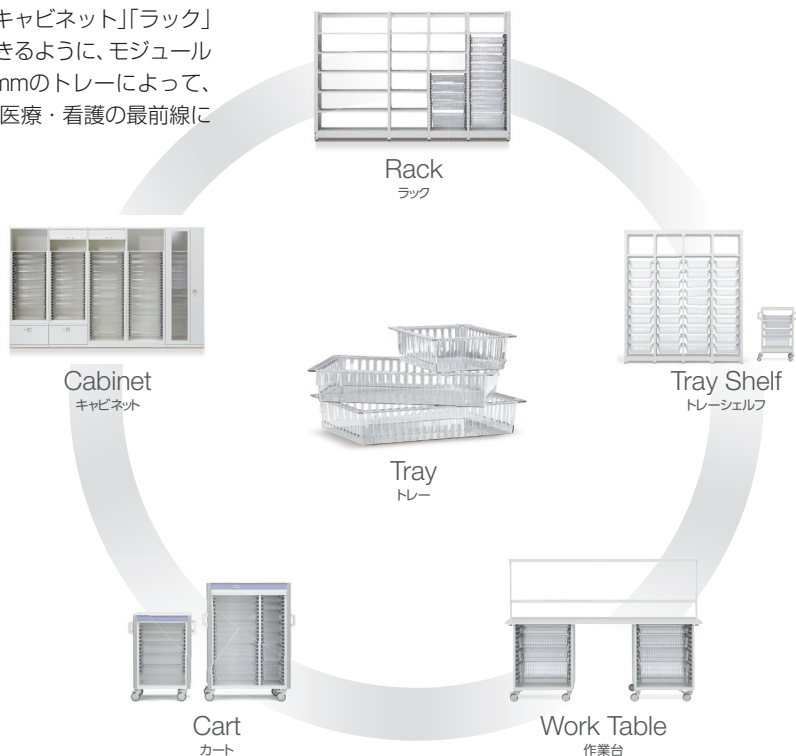 キャビネット」「ラック」
きるように、モジュール
mmのトレーによって、
医療・看護の最前線に
Rack
ラック
Cabinet
キャビネット
Tray Shelf
トレーシェルフ
Tray
トレー
Cart
カート
Work Table
作業台